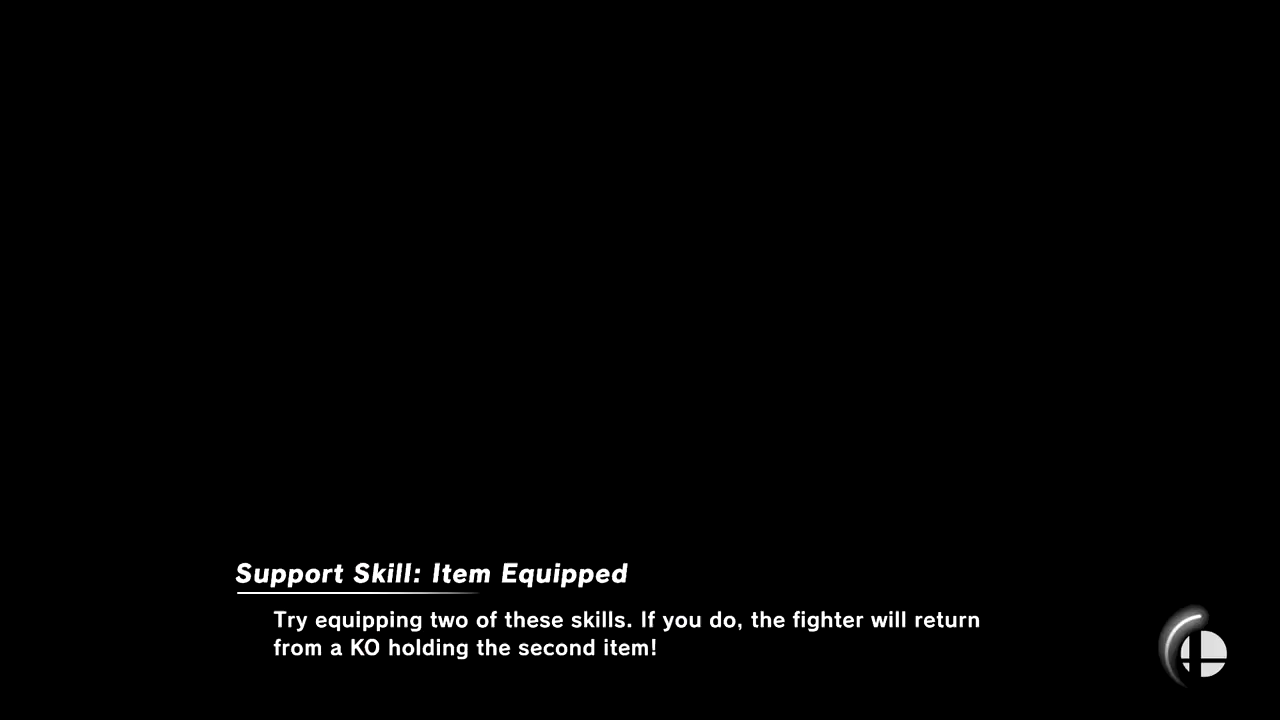 Support Skill: Item Equipped
Try equipping two of these skills. If you do, the fighter will return
from a KO holding the second item!